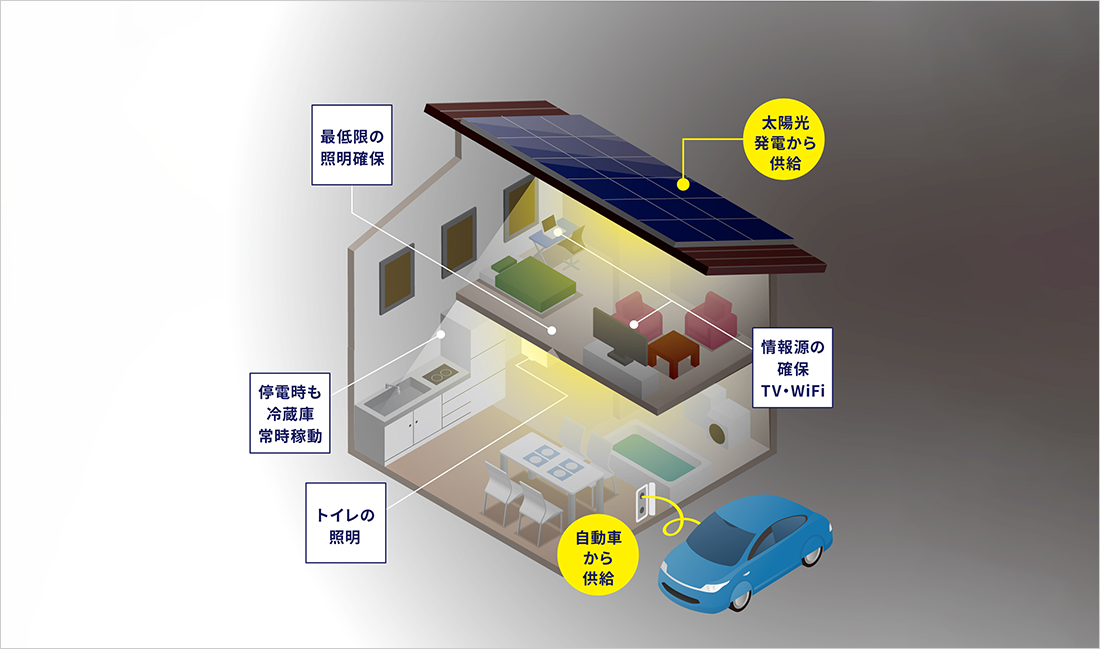 最低限の
照明確保
太陽光
発電から
供給
情報源の
確保
TV・WiFi
停電時も
冷蔵庫
常時稼動
トイレの
照明
自動車
から
供給